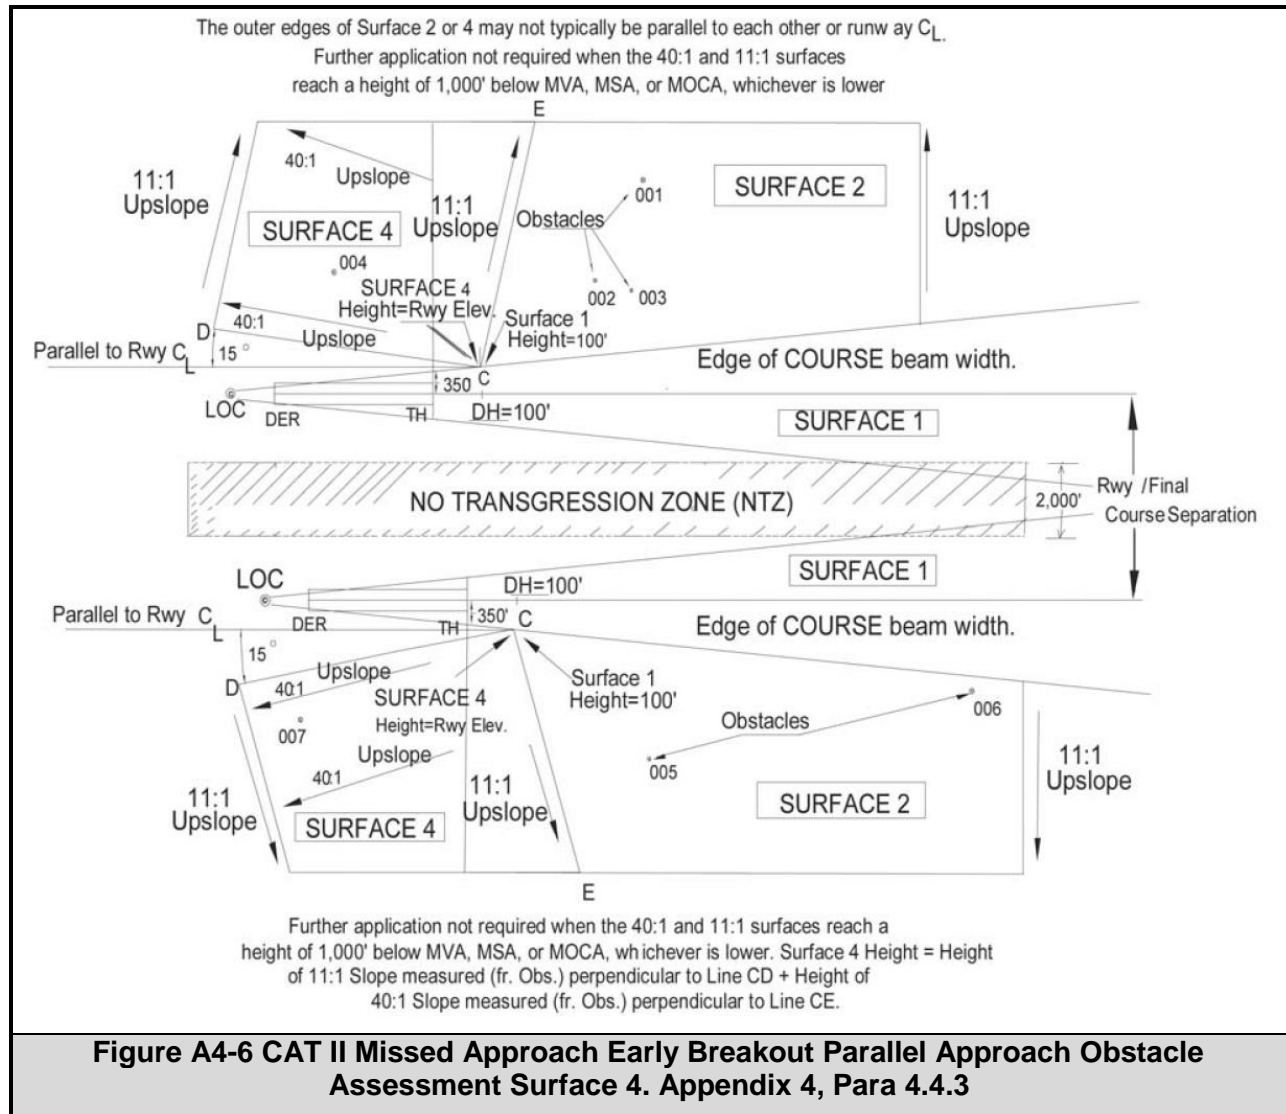 The outer edges of Surface 2 or 4 may not typically be parallel to each other or runw ay CL.
Further application not required when the 40:1 and 11:1 surfaces
reach a height of 1,000' below MVA, MSA, or MOCA, whichever is lower
E
40:1
Upslope
11:1
Upslope
11:1
Upslope
SURFACE 2
001
11:1
Upslope
Obstacles
SURFACE 4
004
SURFACE 4
Height=Rwy Elev.
002
003
Surface 1
Height=100'
D
40:1
Upslope
15°
Parallel to Rwy CL
Edge of COURSE beam width.
350
C
LOC
DER
TH
DH=100'
SURFACE 1
NO TRANSGRESSION ZONE (NTZ)
2,000'
Rwy /Final
Course Separation
SURFACE 1
LOC
DH=100'
350'
C
Parallel to Rwy CL
DER
TH
Edge of COURSE beam width.
15°
D
Upslope
40:1
SURFACE 4
Height=Rwy Elev.
Surface 1
Height=100'
006
Obstacles
007
Upslope
40:1
005
11:1
Upslope
11:1
Upslope
11:1
Upslope
SURFACE 2
SURFACE 4
E
Further application not required when the 40:1 and 11:1 surfaces reach a
height of 1,000' below MVA, MSA, or MOCA, wh ichever is lower. Surface 4 Height = Height
of 11:1 Slope measured (fr. Obs.) perpendicular to Line CD + Height of
40:1 Slope measured (fr. Obs.) perpendicular to Line CE.
Figure A4-6 CAT II Missed Approach Early Breakout Parallel Approach Obstacle
Assessment Surface 4. Appendix 4, Para 4.4.3